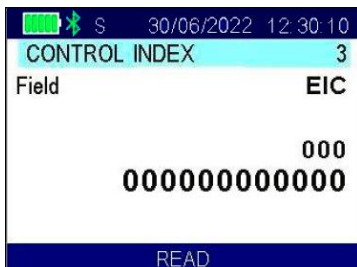 S 30/06/2022 12:30:10
CONTROL INDEX 3
Field EIC
000
000000000000
READ